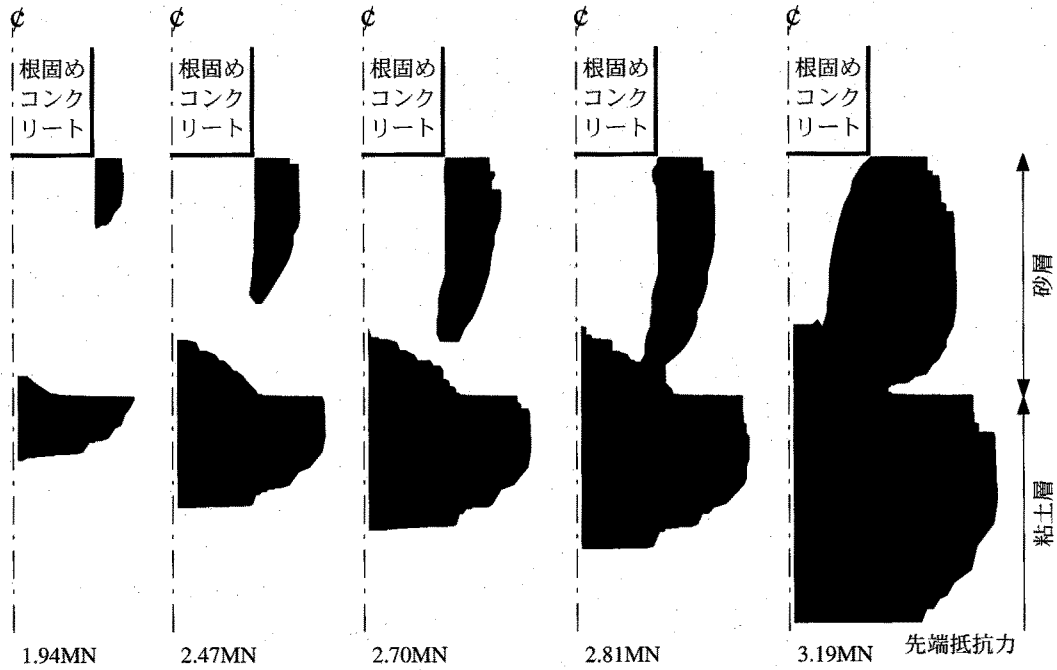 ℄
根固め
コンク
リート
1.94MN
℄
根固め
コンク
リート
2.47MN
℄
根固め
コンク
リート
2.70MN
℄
根固め
コンク
リート
2.81MN
℄
根固め
コンク
リート
3.19MN
砂層
粘土層
先端抵抗力